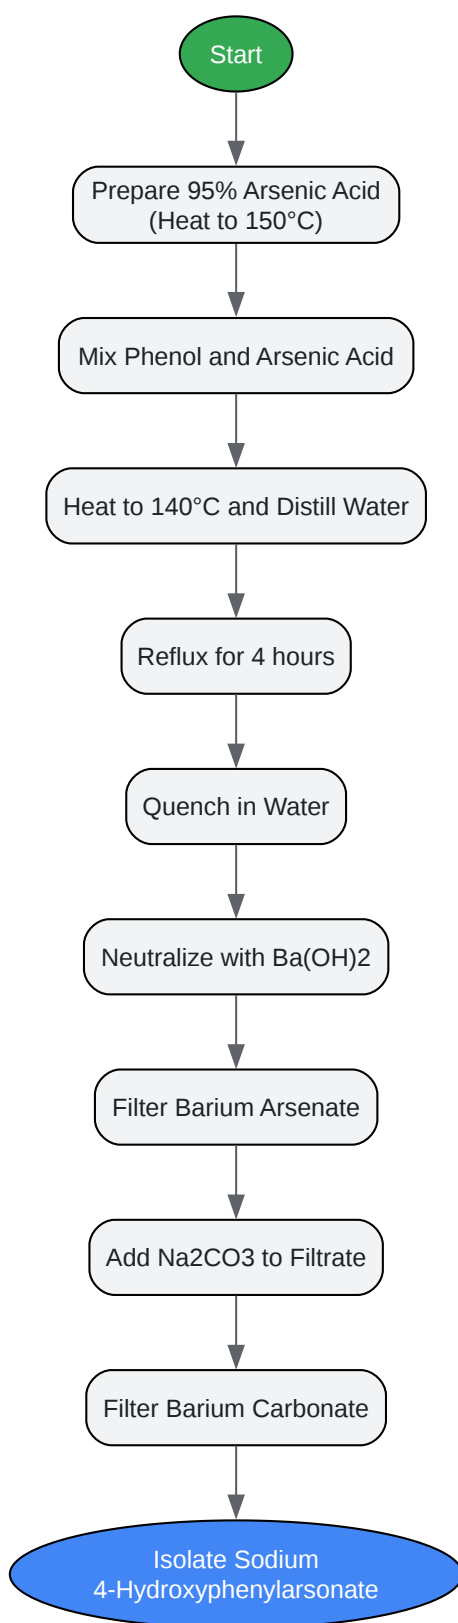 Start
Prepare 95% Arsenic Acid
(Heat to 150°C)
Mix Phenol and Arsenic Acid
Heat to 140°C and Distill Water
Reflux for 4 hours
Quench in Water
Neutralize with Ba(OH)2
Filter Barium Arsenate
Add Na2CO3 to Filtrate
Filter Barium Carbonate
Isolate Sodium
4-Hydroxyphenylarsonate